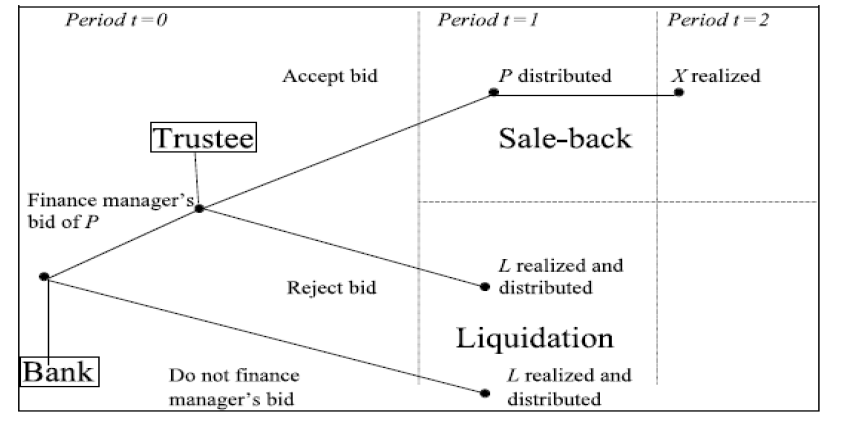 Period t=0
Period t=1
Period t=2
Accept bid
P distributed
X realized
Trustee
Sale-back
Finance manager's
bid of P
L realized and
distributed
Reject bid
Liquidation
Bank
Do not finance
manager's bid
L realized and
distributed